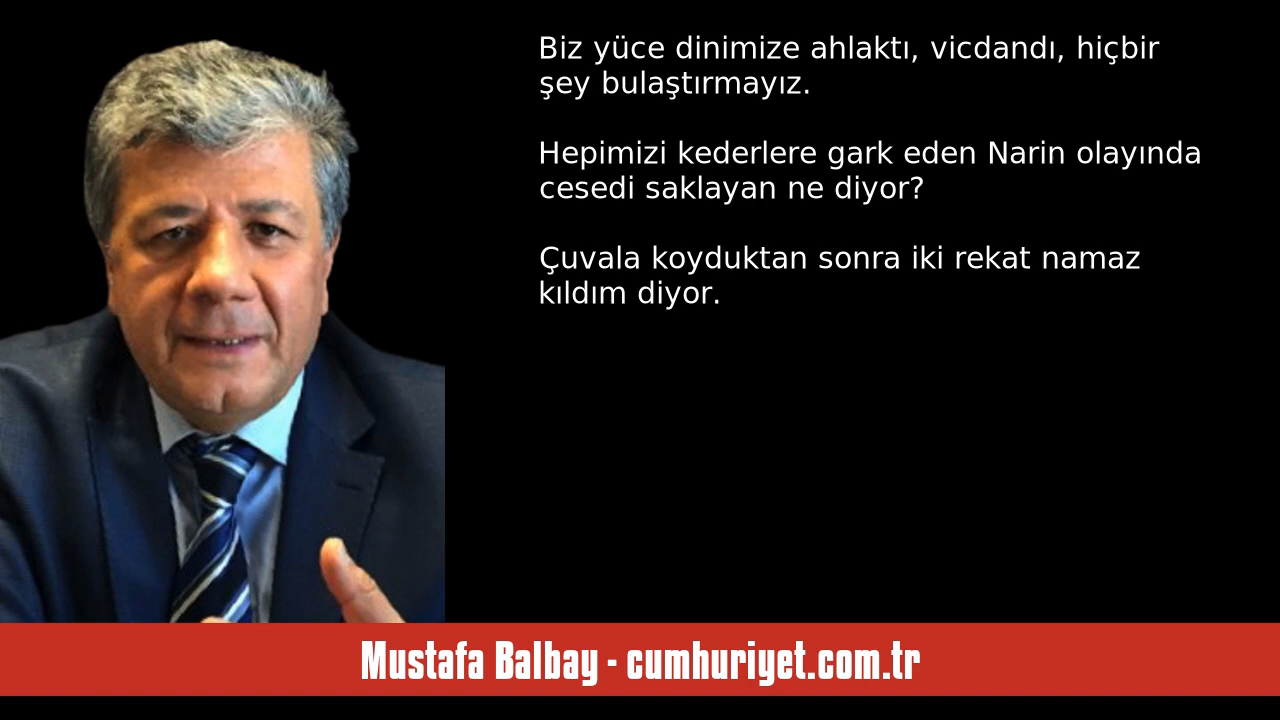 Biz yüce dinimize ahlaktı, vicdandı, hiçbir
şey bulaştırmayız.
Hepimizi kederlere gark eden Narin olayında
cesedi saklayan ne diyor?
Çuvala koyduktan sonra iki rekat namaz
kıldım diyor.
Mustafa Balbay - cumhuriyet.com.tr